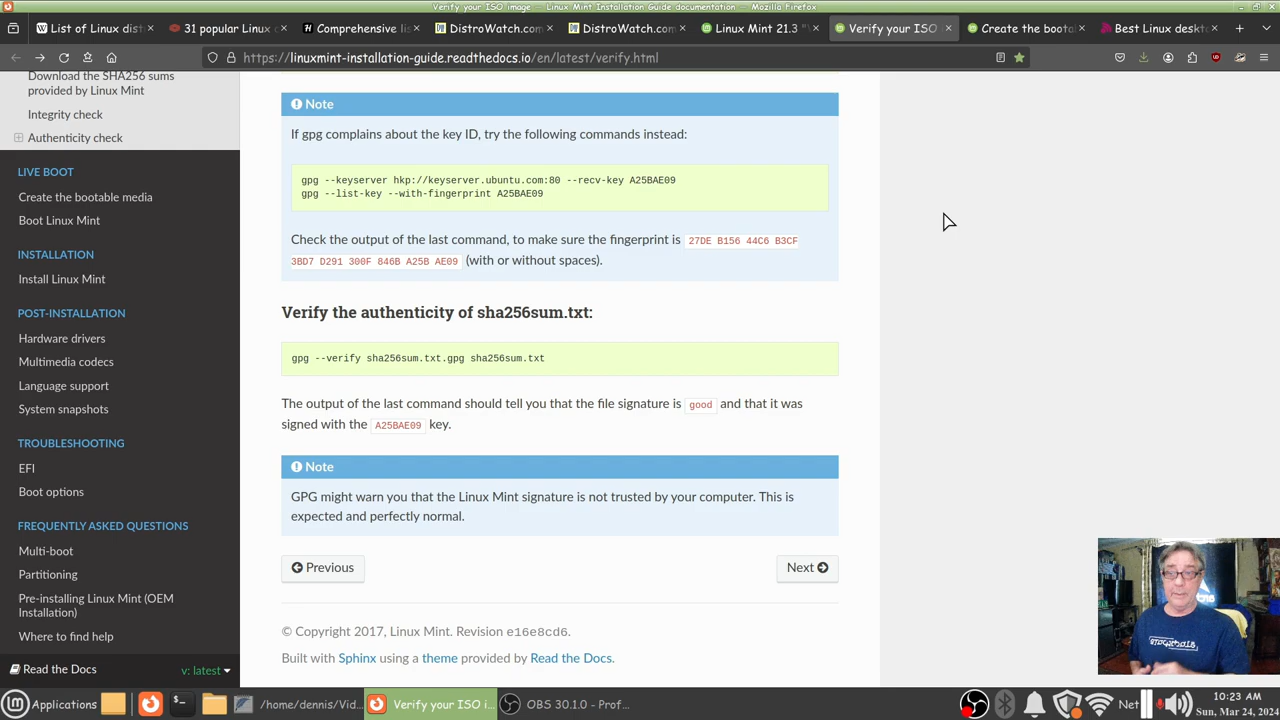 Verify your ISO image — Linux Mint Installation Guide documentation — Mozilla Firefox
List of Linux dist
31 popular Linux c
Comprehensive lis
DistroWatch.com
DistroWatch.com
Linux Mint 21.3 "V
Verify your ISO
Create the boota
Best Linux deskt
https://linuxmint-installation-guide.readthedocs.io/en/latest/verify.html
Download the SHA256 sums
provided by Linux Mint
Integrity check
Authenticity check
LIVE BOOT
Create the bootable media
Boot Linux Mint
INSTALLATION
Install Linux Mint
POST-INSTALLATION
Hardware drivers
Multimedia codecs
Language support
System snapshots
TROUBLESHOOTING
EFI
Boot options
FREQUENTLY ASKED QUESTIONS
Multi-boot
Partitioning
Pre-installing Linux Mint (OEM
Installation)
Where to find help
Read the Docs
v: latest
Note
If gpg complains about the key ID, try the following commands instead:
gpg --keyserver hkp://keyserver.ubuntu.com:80 --recv-key A25BAE09
gpg --list-key --with-fingerprint A25BAE09
Check the output of the last command, to make sure the fingerprint is 27DE B156 44C6 B3CF
3BD7 D291 300F 846B A25B AE09 (with or without spaces).
Verify the authenticity of sha256sum.txt:
gpg --verify sha256sum.txt.gpg sha256sum.txt
The output of the last command should tell you that the file signature is good and that it was
signed with the A25BAE09 key.
Note
GPG might warn you that the Linux Mint signature is not trusted by your computer. This is
expected and perfectly normal.
Previous
Next
© Copyright 2017, Linux Mint. Revision e16e8cd6.
Built with Sphinx using a theme provided by Read the Docs.
Applications
/home/dennis/Vid...
Verify your ISO i...
OBS 30.1.0 - Prof...
Net
10:23 AM
Sun, Mar 24, 2024